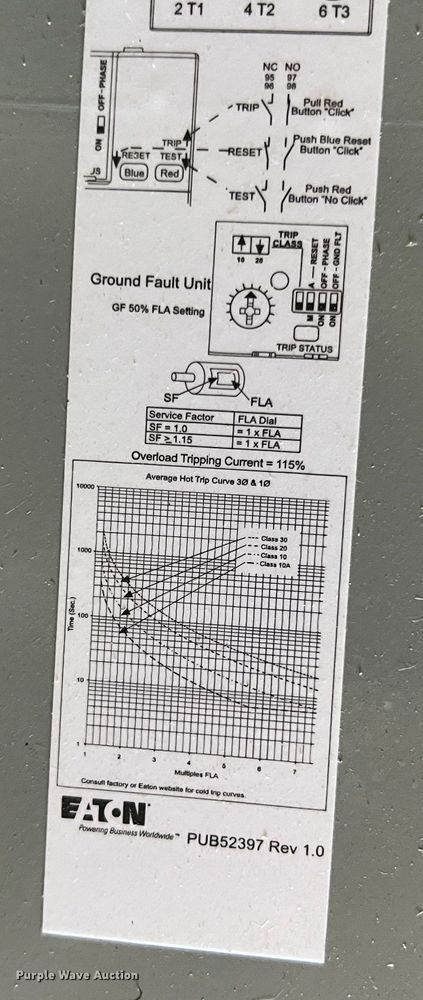 2 T1 4 T2 6 T3
NC NO
95 97
96 98
OFF-PHASE
ON
TRIP
RESET TEST
Blue Red
TRIP
Pull Red
Button "Click"
RESET
Push Blue Reset
Button "Click"
TEST
Push Red
Button "No Click"
TRIP
CLASS
10 20
A — RESET
OFF-PHASE
OFF-GND FLT
M
ON
ON
TRIP STATUS
Ground Fault Unit
GF 50% FLA Setting
SF FLA
Service Factor FLA Dial
SF = 1.0 = 1 x FLA
SF ≥ 1.15 = 1 x FLA
Overload Tripping Current = 115%
Average Hot Trip Curve 3Ø & 1Ø
10000
1000
100
10
1
Time (Sec.)
Class 30
Class 20
Class 10
Class 10A
1 2 3 4 5 6 7
Multiples FLA
Consult factory or Eaton website for cold trip curves.
EATON
Powering Business Worldwide™
PUB52397 Rev 1.0
Purple Wave Auction